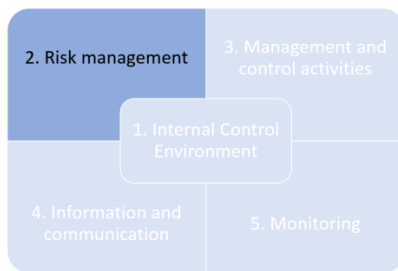 2. Risk management
3. Management and
control activities
1. Internal Control
Environment
4. Information and
communication
5. Monitoring